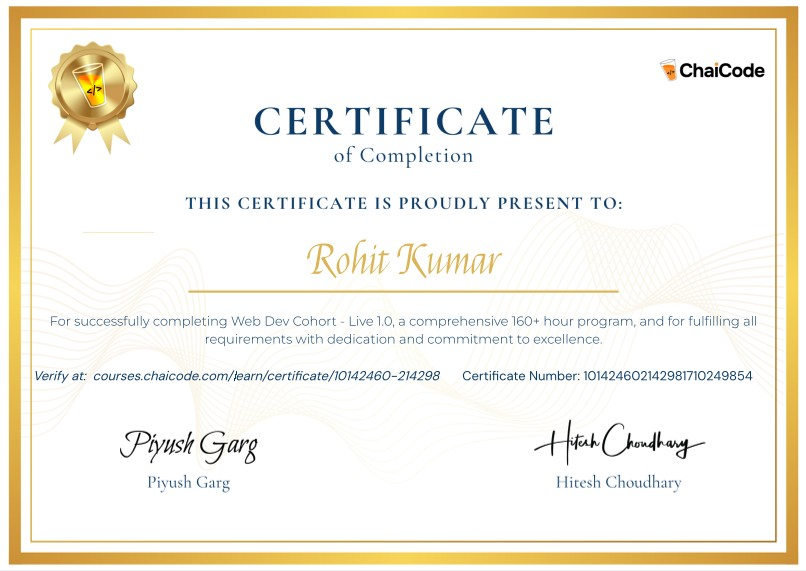 </>
ChaiCode
CERTIFICATE
of Completion
THIS CERTIFICATE IS PROUDLY PRESENT TO:
Rohit Kumar
For successfully completing Web Dev Cohort - Live 1.0, a comprehensive 160+ hour program, and for fulfilling all
requirements with dedication and commitment to excellence.
Verify at: courses.chaicode.com/learn/certificate/10142460-214298 Certificate Number: 101424602142981710249854
Piyush Garg
Hitesh Choudhary
Piyush Garg
Hitesh Choudhary